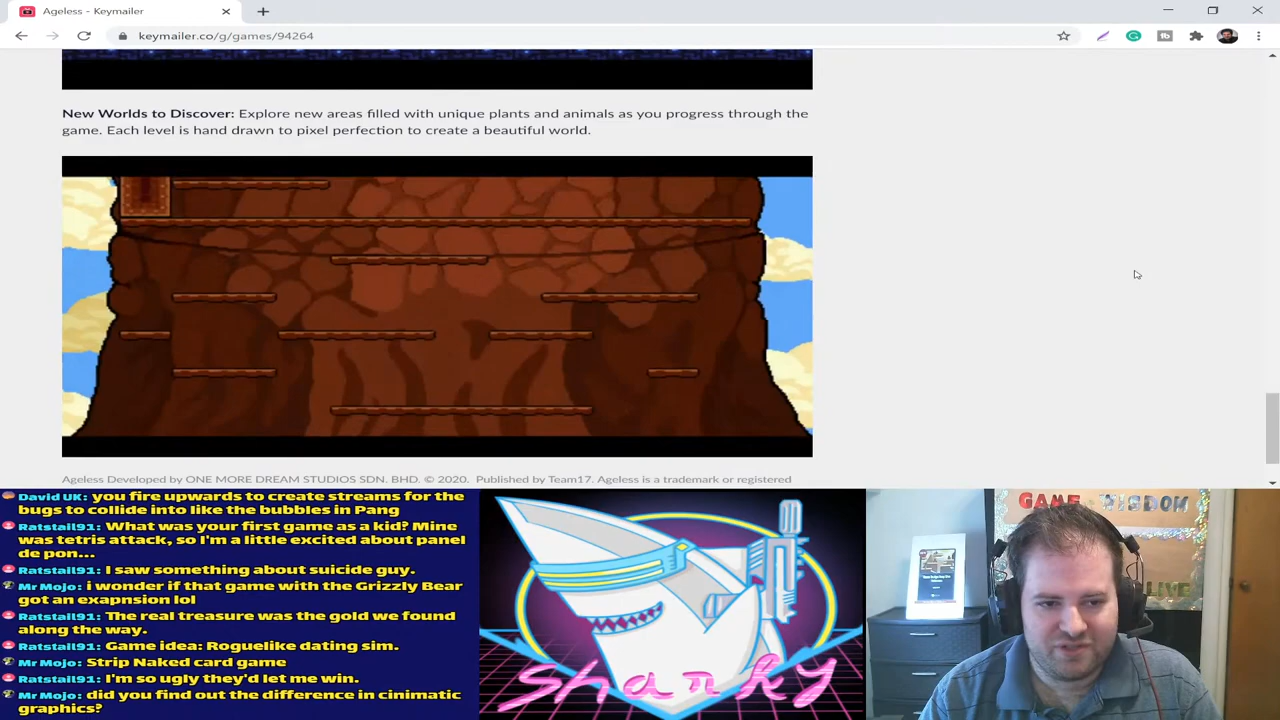 Ageless
keymailer.co/g/games/94264
New Worlds to Discover: Explore new areas filled with unique plants and animals as you progress through the
game. Each level is hand drawn to pixel perfection to create a beautiful world.
Ageless Developed by ONE MORE DREAM STUDIOS SDN. BHD. © 2020. Published by Team17. Ageless is a trademark or registered
David UK: you fire upwards to create streams for the
bugs to collide into like the bubbles in Pang
Ratstail91: What was your first game as a kid? Mine
was tetris attack, so I'm a little excited about panel
de pon...
Ratstail91: I saw something about suicide guy.
Mr Mojo: i wonder if that game with the Grizzly Bear
got an exapnsion lol
Ratstail91: The real treasure was the gold we found
along the way.
Ratstail91: Game idea: Roguelike dating sim.
Mr Mojo: Strip Naked card game
Ratstail91: I'm so ugly they'd let me win.
Mr Mojo: did you find out the difference in cinimatic
graphics?
Sharky
GAME WISDOM
LIVE